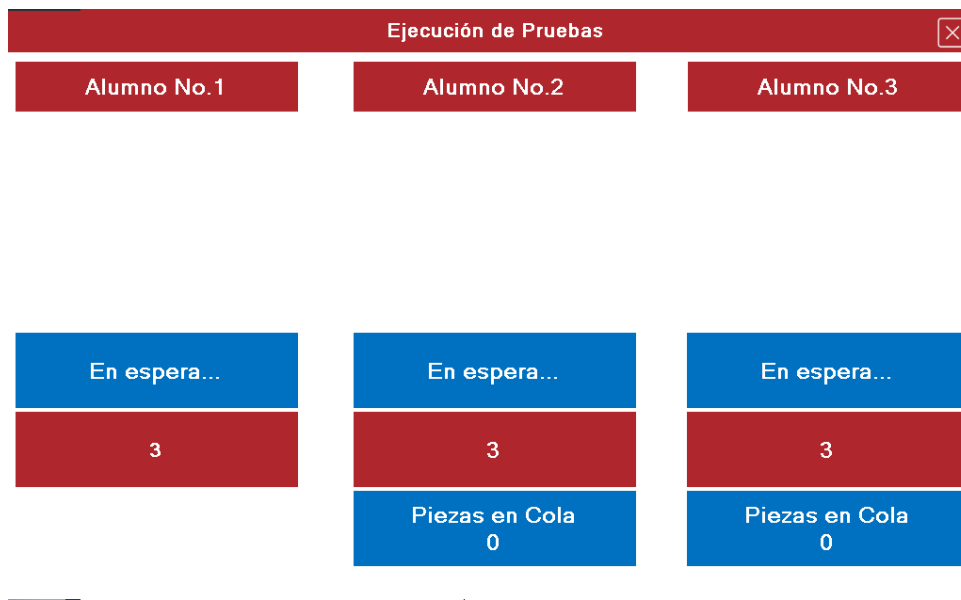 Ejecución de Pruebas
Alumno No.1
Alumno No.2
Alumno No.3
En espera...
En espera...
En espera...
3
3
3
Piezas en Cola
0
Piezas en Cola
0